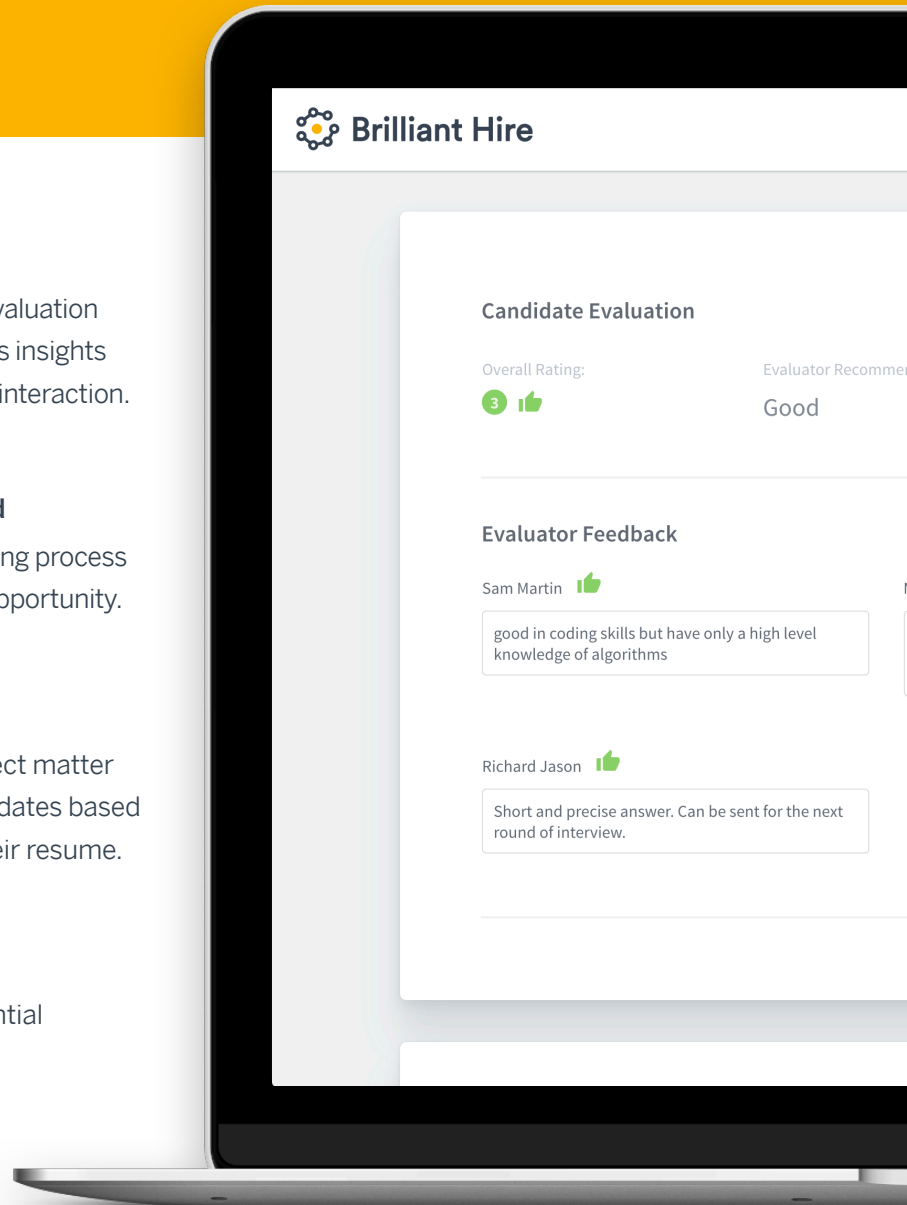 valuation
s insights
interaction.
ng process
pportunity.
ect matter
dates based
eir resume.
ntial
Brilliant Hire
Candidate Evaluation
Overall Rating:
Evaluator Recommen
3
Good
Evaluator Feedback
Sam Martin
good in coding skills but have only a high level
knowledge of algorithms
Richard Jason
Short and precise answer. Can be sent for the next
round of interview.